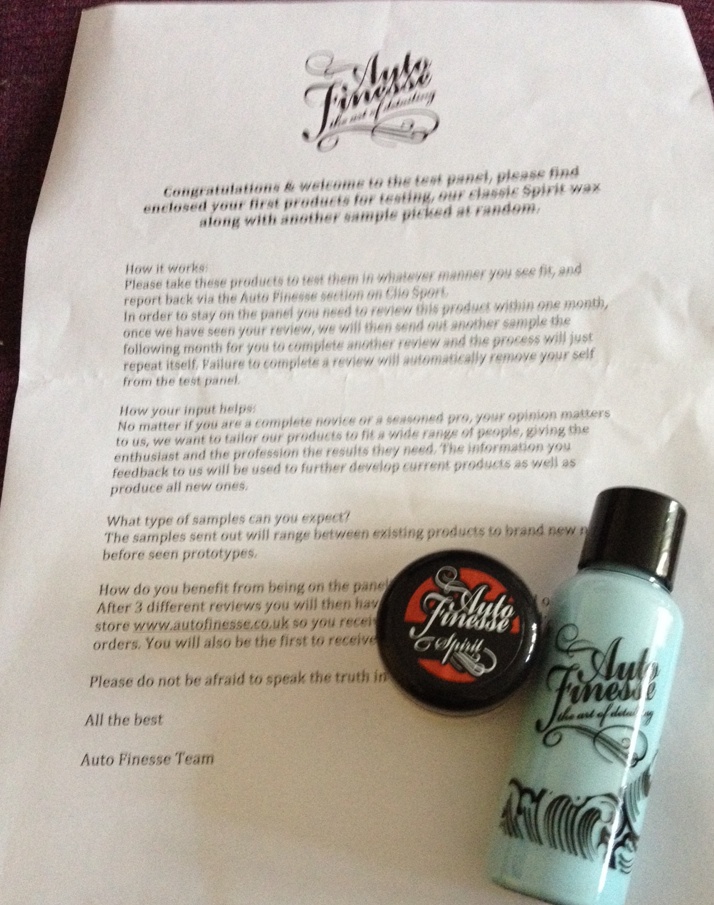 Auto
Finesse
the art of detailing
Congratulations & welcome to the test panel, please find
enclosed your first products for testing, our classic Spirit wax
along with another sample picked at random.
How it works:
Please take these products to test them in whatever manner you see fit, and
report back via the Auto Finesse section on Clio Sport.
In order to stay on the panel you need to review this product within one month,
once we have seen your review, we will then send out another sample the
following month for you to complete another review and the process will just
repeat itself. Failure to complete a review will automatically remove your self
from the test panel.
How your input helps:
No matter if you are a complete novice or a seasoned pro, your opinion matters
to us, we want to tailor our products to fit a wide range of people, giving the
enthusiast and the profession the results they need. The information you
feedback to us will be used to further develop current products as well as
produce all new ones.
What type of samples can you expect?
The samples sent out will range between existing products to brand new n
before seen prototypes.
How do you benefit from being on the pane
After 3 different reviews you will then hav
store www.autofinesse.co.uk so you recei
orders. You will also be the first to receive
Please do not be afraid to speak the truth in
All the best
Auto Finesse Team
Auto
Finesse
Spirit
Auto
Finesse
the art of detailing